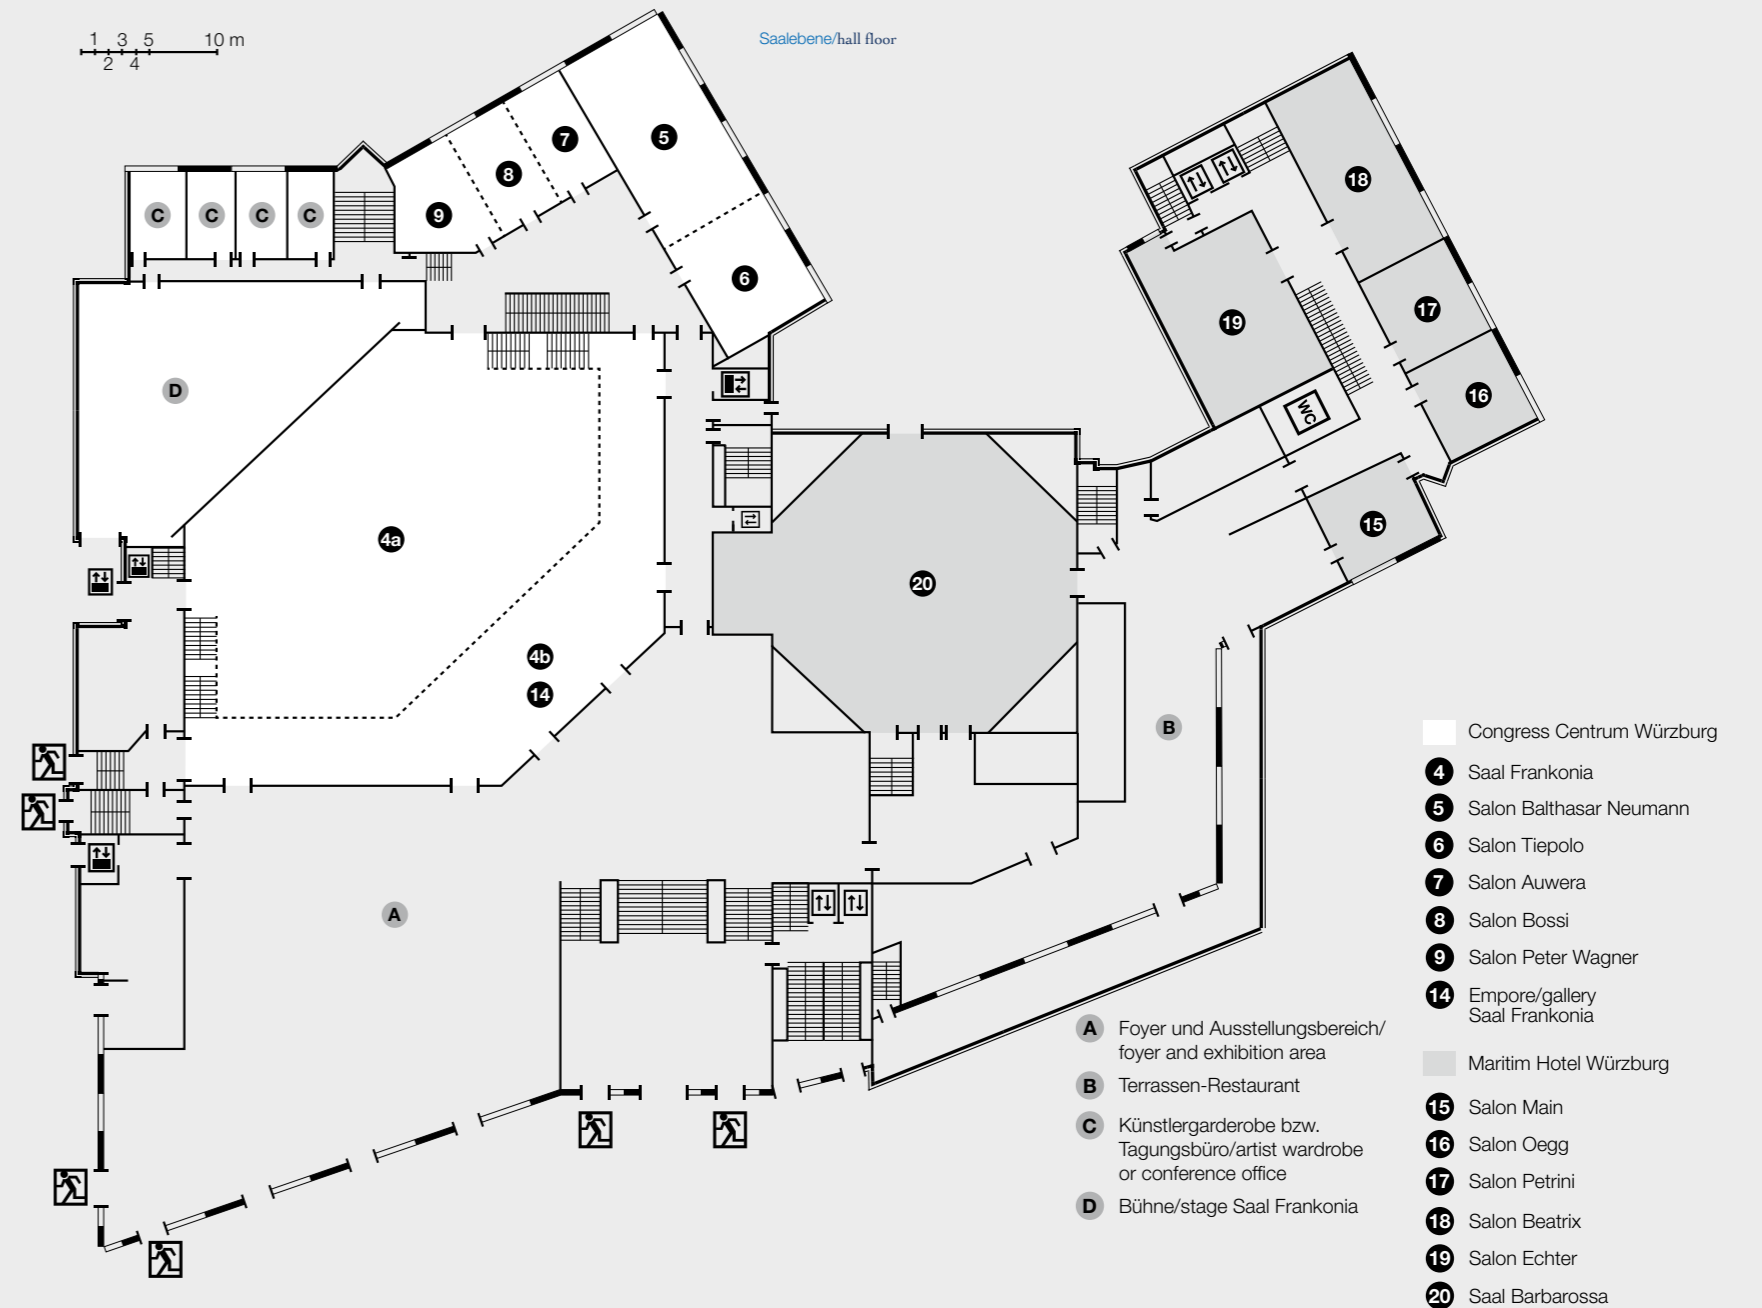 1 3 5 10 m
2 4
Saalebene/hall floor
5
7
8
9
C C C C
6
D
4a
4b
14
20
18
19
17
WC
16
15
B
A
A Foyer und Ausstellungsbereich/
foyer and exhibition area
B Terrassen-Restaurant
C Künstlergarderobe bzw.
Tagungsbüro/artist wardrobe
or conference office
D Bühne/stage Saal Frankonia
Congress Centrum Würzburg
4 Saal Frankonia
5 Salon Balthasar Neumann
6 Salon Tiepolo
7 Salon Auwera
8 Salon Bossi
9 Salon Peter Wagner
14 Empore/gallery
Saal Frankonia
Maritim Hotel Würzburg
15 Salon Main
16 Salon Oegg
17 Salon Petrini
18 Salon Beatrix
19 Salon Echter
20 Saal Barbarossa